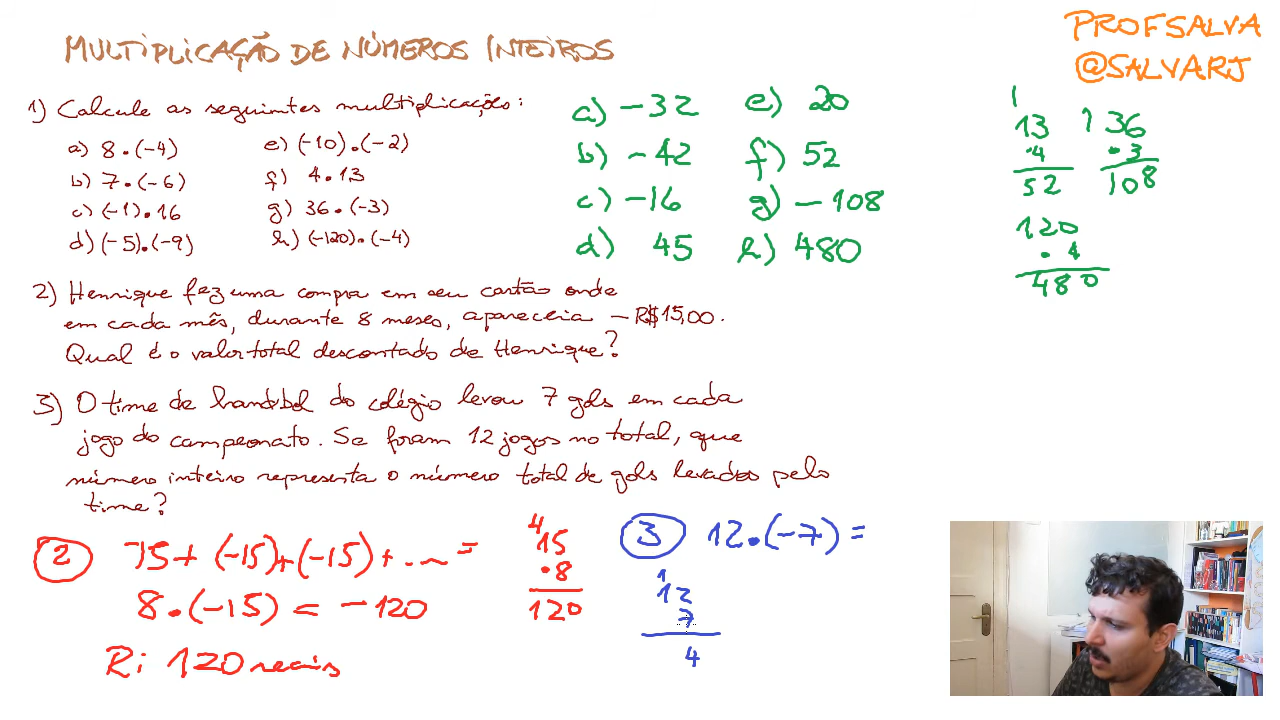 PROFSALVA
@SALVARJ
MULTIPLICAÇÃO DE NÚMEROS INTEIROS
1) Calcule as seguintes multiplicações:
a) 8 • (-4)
b) 7 • (-6)
c) (-1) • 16
d) (-5) • (-9)
e) (-10) • (-2)
f) 4 • 13
g) 36 • (-3)
h) (-120) • (-4)
a) -32
b) -42
c) -16
d) 45
e) 20
f) 52
g) -108
h) 480
1
13
•4
52
1
36
•3
108
120
• 4
480
2) Henrique fez uma compra em seu cartão onde
em cada mês, durante 8 meses, apareceia -R$15,00.
Qual é o valor total descontado de Henrique?
3) O time de handebol do colégio levou 7 gols em cada
jogo do campeonato. Se foram 12 jogos no total, que
número inteiro representa o número total de gols levados pelo
time?
2 15 + (-15) + (-15) + ... =
8 • (-15) = -120
R: 120 reais
4
15
•8
120
3 12 • (-7) =
1
12
7
4